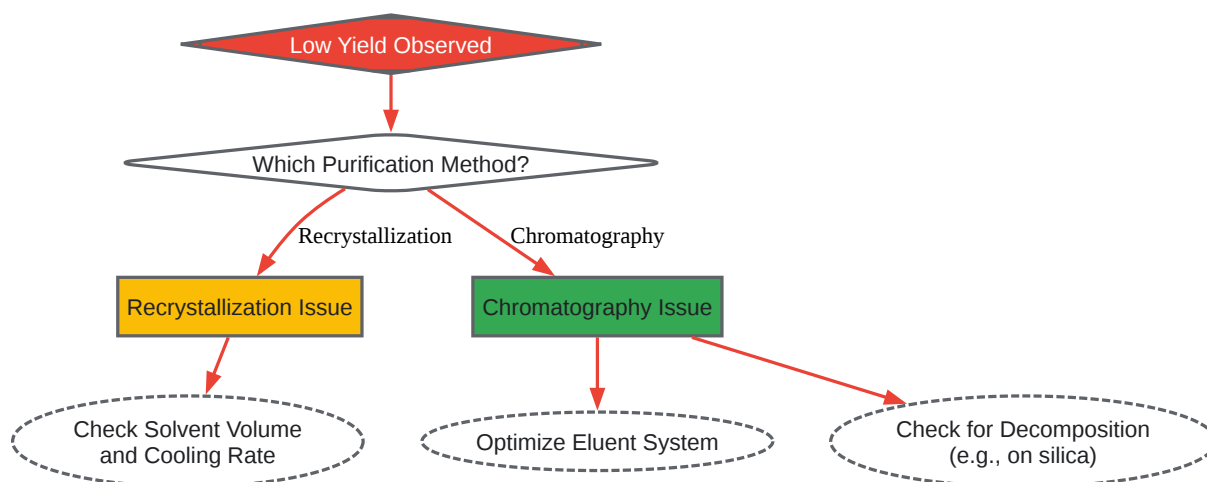 Low Yield Observed
Which Purification Method?
Recrystallization
Chromatography
Recrystallization Issue
Chromatography Issue
Check Solvent Volume
and Cooling Rate
Optimize Eluent System
Check for Decomposition
(e.g., on silica)